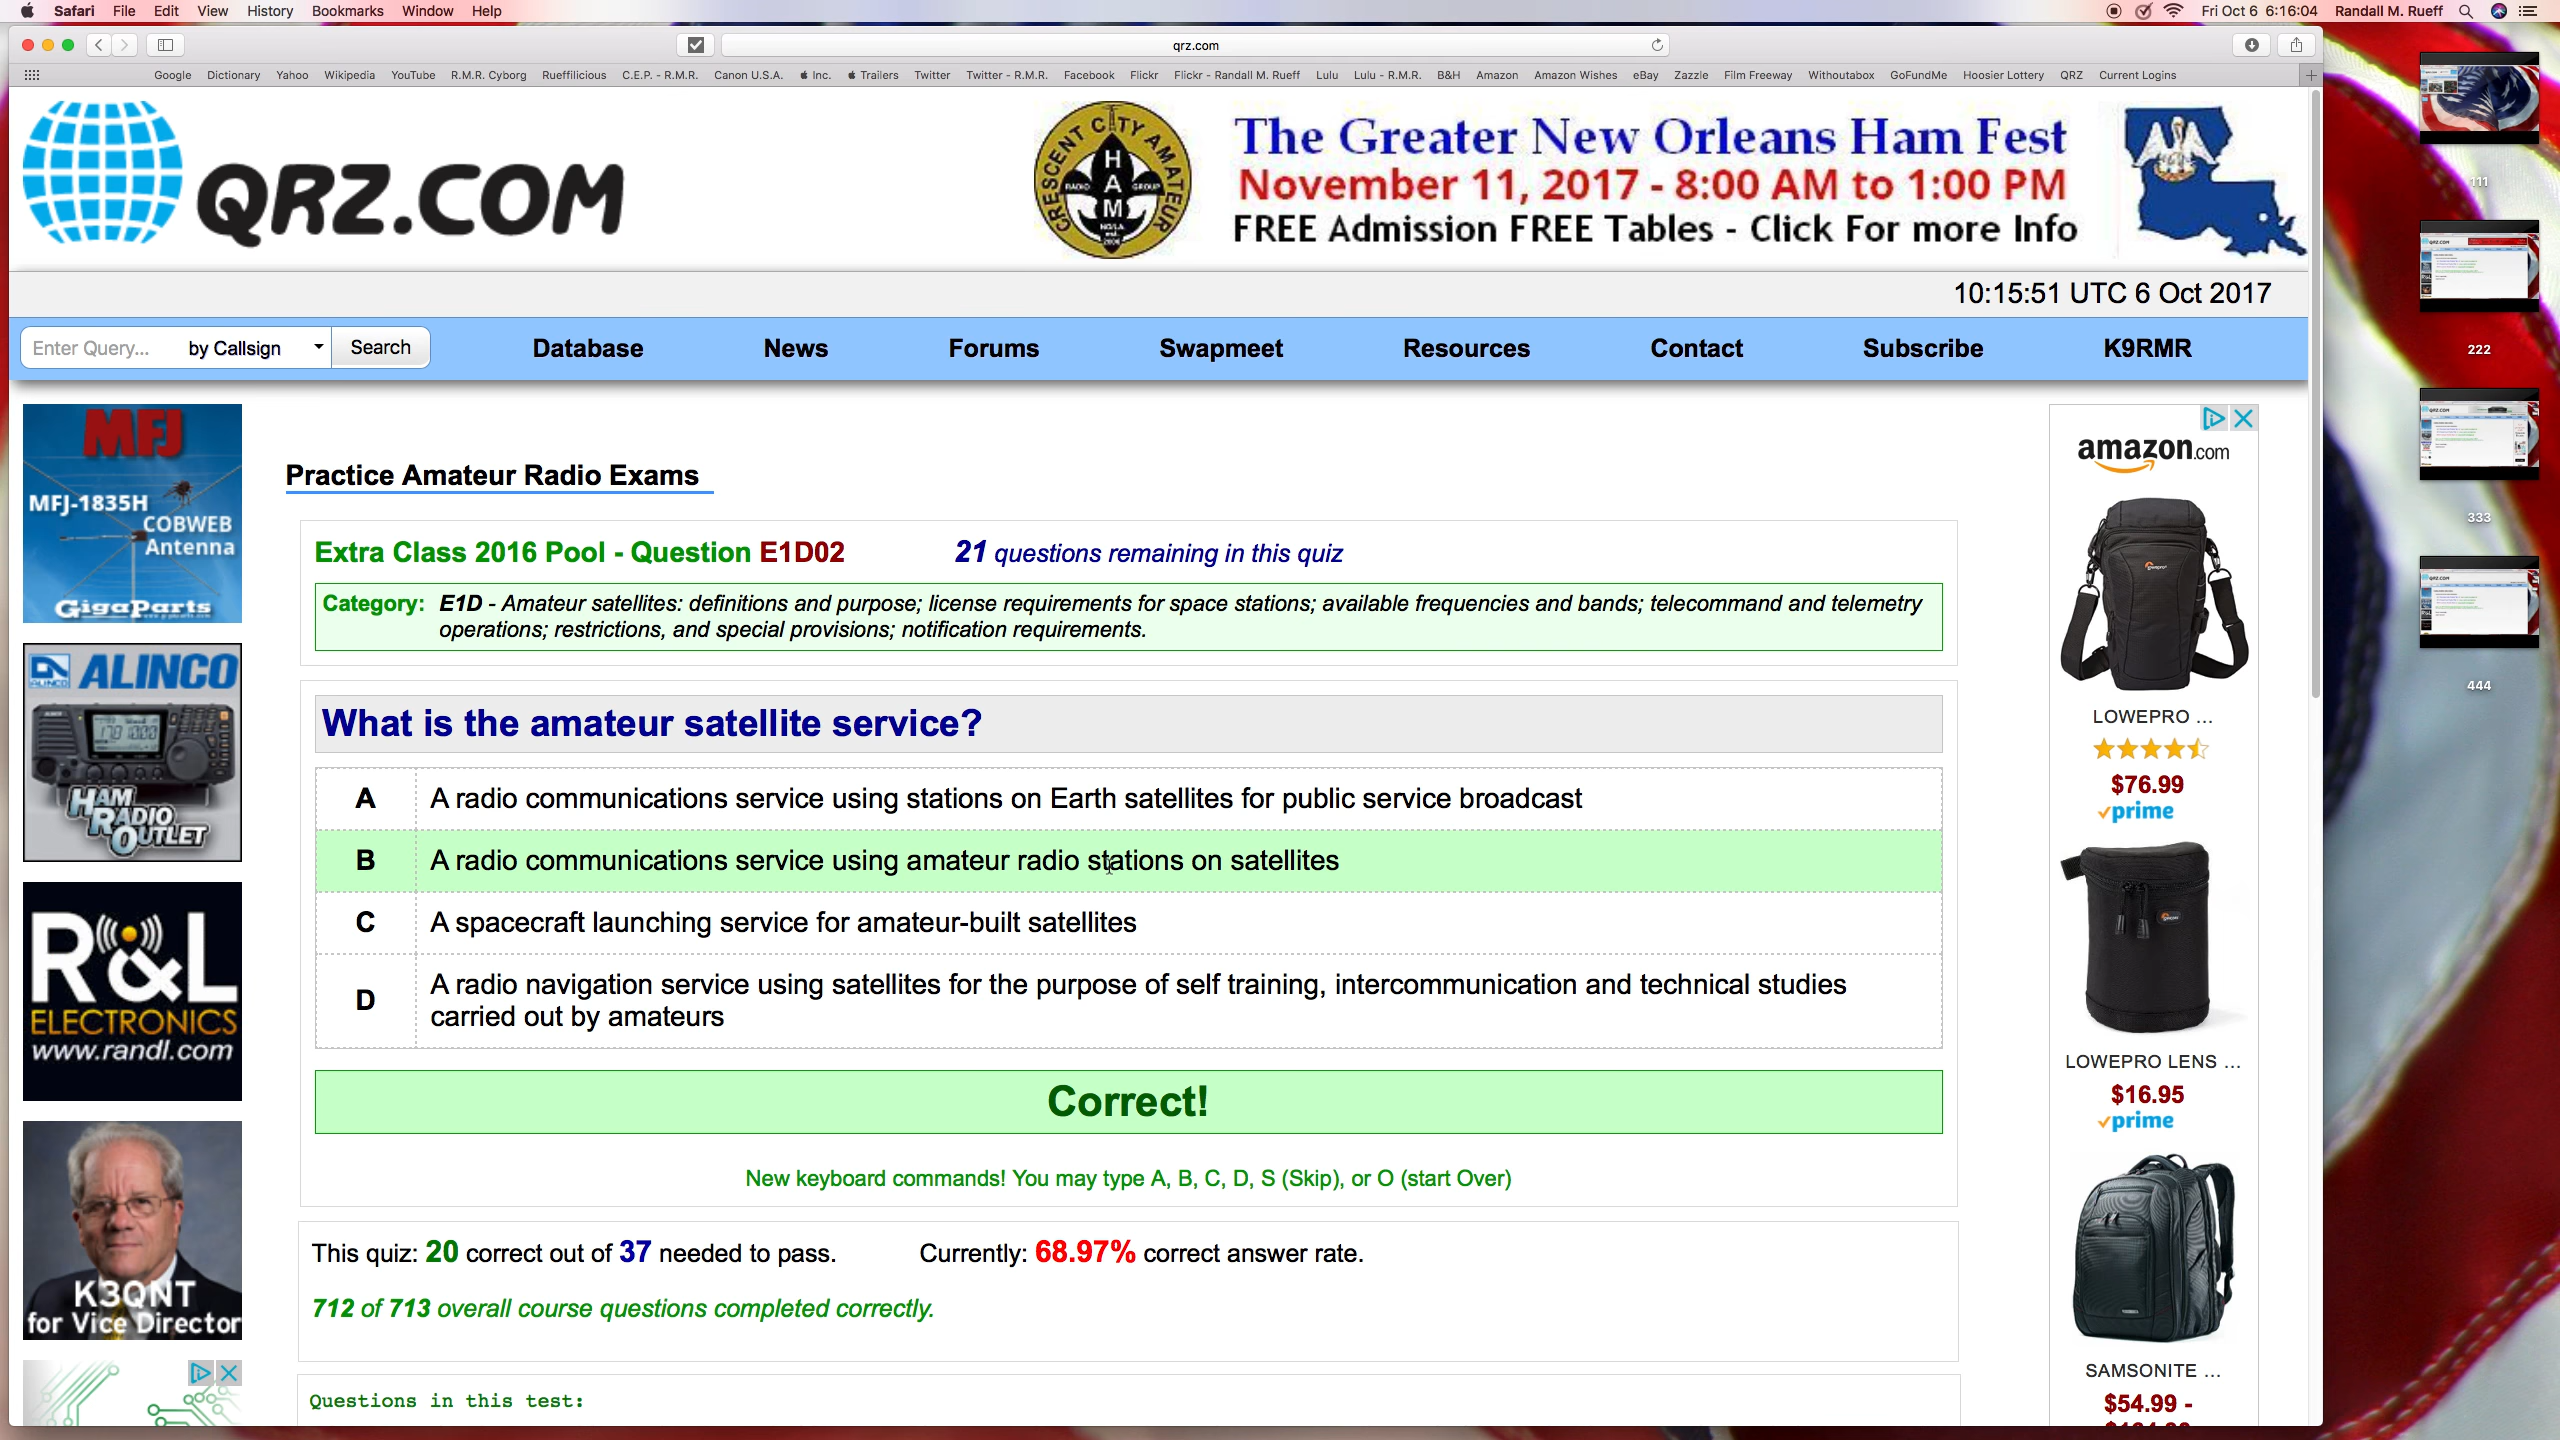 Safari File Edit View History Bookmarks Window Help
Fri Oct 6 6:16:04 Randall M. Rueff
qrz.com
Google Dictionary Yahoo Wikipedia YouTube R.M.R. Cyborg Rueffilicious C.E.P. - R.M.R. Canon U.S.A. Inc. Trailers Twitter Twitter - R.M.R. Facebook Flickr Flickr - Randall M. Rueff Lulu Lulu - R.M.R. B&H Amazon Amazon Wishes eBay Zazzle Film Freeway Withoutabox GoFundMe Hoosier Lottery QRZ Current Logins
QRZ.COM
CRESCENT CITY AMATEUR
RADIO HAM GROUP
The Greater New Orleans Ham Fest
November 11, 2017 - 8:00 AM to 1:00 PM
FREE Admission FREE Tables - Click For more Info
10:15:51 UTC 6 Oct 2017
Enter Query... by Callsign Search
Database News Forums Swapmeet Resources Contact Subscribe K9RMR
MFJ
MFJ-1835H
COBWEB
Antenna
GigaParts
ALINCO
HAM
RADIO
OUTLET
R&L
ELECTRONICS
www.randl.com
K3QNT
for Vice Director
Practice Amateur Radio Exams
Extra Class 2016 Pool - Question E1D02
21 questions remaining in this quiz
Category: E1D - Amateur satellites: definitions and purpose; license requirements for space stations; available frequencies and bands; telecommand and telemetry
operations; restrictions, and special provisions; notification requirements.
What is the amateur satellite service?
A A radio communications service using stations on Earth satellites for public service broadcast
B A radio communications service using amateur radio stations on satellites
C A spacecraft launching service for amateur-built satellites
D A radio navigation service using satellites for the purpose of self training, intercommunication and technical studies
carried out by amateurs
Correct!
New keyboard commands! You may type A, B, C, D, S (Skip), or O (start Over)
This quiz: 20 correct out of 37 needed to pass.
Currently: 68.97% correct answer rate.
712 of 713 overall course questions completed correctly.
Questions in this test:
amazon.com
LOWEPRO ...
$76.99
prime
LOWEPRO LENS ...
$16.95
prime
SAMSONITE ...
$54.99 -
111
222
333
444